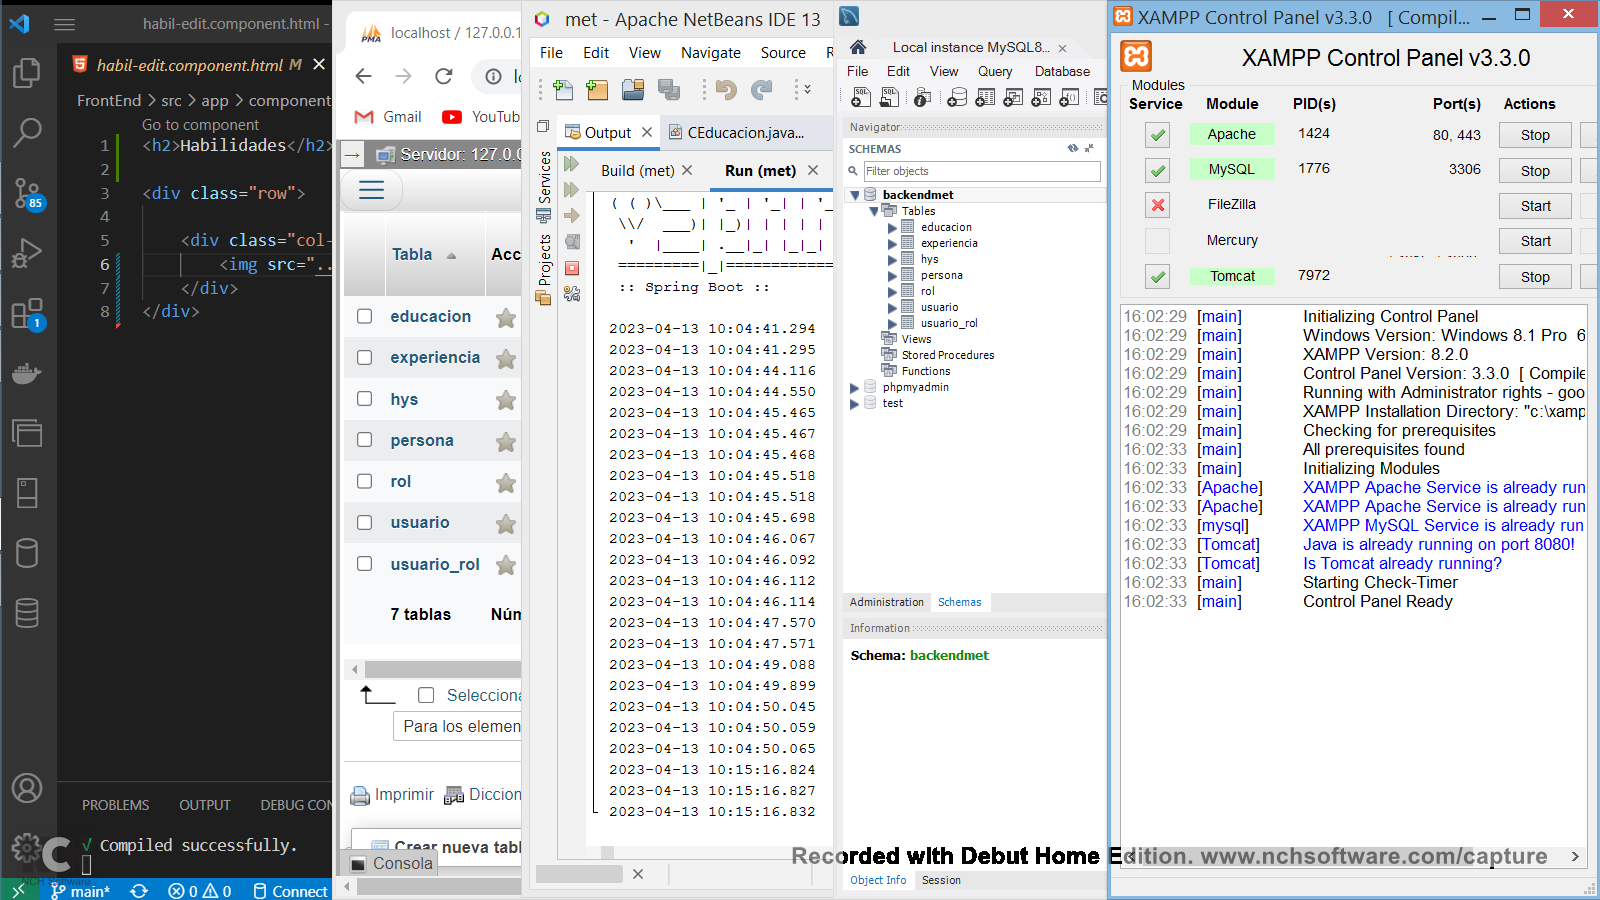 habil-edit.component.html -
habil-edit.component.html M
FrontEnd > src > app > component
Go to component
1 <h2>Habilidades</h2>
2
3 <div class="row">
4
5 <div class="col-
6 <img src="..
7 </div>
8 </div>
85
1
PROBLEMS OUTPUT DEBUG CON
√ Compiled successfully.
NCH Software
main* 0 0 Connect
PMA
localhost / 127.0.0.1
Gmail YouTub
Servidor: 127.0.0
Tabla Acc
educacion
experiencia
hys
persona
rol
usuario
usuario_rol
7 tablas Núm
Selecciona
Para los elemen
Imprimir Diccion
Crear nueva tabl
Consola
met - Apache NetBeans IDE 13
File Edit View Navigate Source R
Output CEducacion.java...
Build (met) Run (met)
Services
Projects
( ( )\___ | '_ | '_| | '_
\\/ ___)| |_)| | | | |
' |____| .__|_| |_|_|
=========|_|=============
:: Spring Boot ::
2023-04-13 10:04:41.294
2023-04-13 10:04:41.295
2023-04-13 10:04:44.116
2023-04-13 10:04:44.550
2023-04-13 10:04:45.465
2023-04-13 10:04:45.467
2023-04-13 10:04:45.468
2023-04-13 10:04:45.518
2023-04-13 10:04:45.518
2023-04-13 10:04:45.698
2023-04-13 10:04:46.067
2023-04-13 10:04:46.092
2023-04-13 10:04:46.112
2023-04-13 10:04:46.114
2023-04-13 10:04:47.570
2023-04-13 10:04:47.571
2023-04-13 10:04:49.088
2023-04-13 10:04:49.899
2023-04-13 10:04:50.045
2023-04-13 10:04:50.059
2023-04-13 10:04:50.065
2023-04-13 10:15:16.824
2023-04-13 10:15:16.827
2023-04-13 10:15:16.832
Local instance MySQL8...
File Edit View Query Database
Navigator
SCHEMAS
Filter objects
backendmet
Tables
educacion
experiencia
hys
persona
rol
usuario
usuario_rol
Views
Stored Procedures
Functions
phpmyadmin
test
Administration Schemas
Information
Schema: backendmet
Object Info Session
XAMPP Control Panel v3.3.0 [ Compil...
XAMPP Control Panel v3.3.0
Modules
Service Module PID(s) Port(s) Actions
Apache 1424 80, 443 Stop
MySQL 1776 3306 Stop
FileZilla Start
Mercury Start
Tomcat 7972 Stop
16:02:29 [main] Initializing Control Panel
16:02:29 [main] Windows Version: Windows 8.1 Pro 6
16:02:29 [main] XAMPP Version: 8.2.0
16:02:29 [main] Control Panel Version: 3.3.0 [ Compile
16:02:29 [main] Running with Administrator rights - goo
16:02:29 [main] XAMPP Installation Directory: "c:\xamp
16:02:29 [main] Checking for prerequisites
16:02:33 [main] All prerequisites found
16:02:33 [main] Initializing Modules
16:02:33 [Apache] XAMPP Apache Service is already run
16:02:33 [Apache] XAMPP Apache Service is already run
16:02:33 [mysql] XAMPP MySQL Service is already run
16:02:33 [Tomcat] Java is already running on port 8080!
16:02:33 [Tomcat] Is Tomcat already running?
16:02:33 [main] Starting Check-Timer
16:02:33 [main] Control Panel Ready
Recorded with Debut Home Edition. www.nchsoftware.com/capture